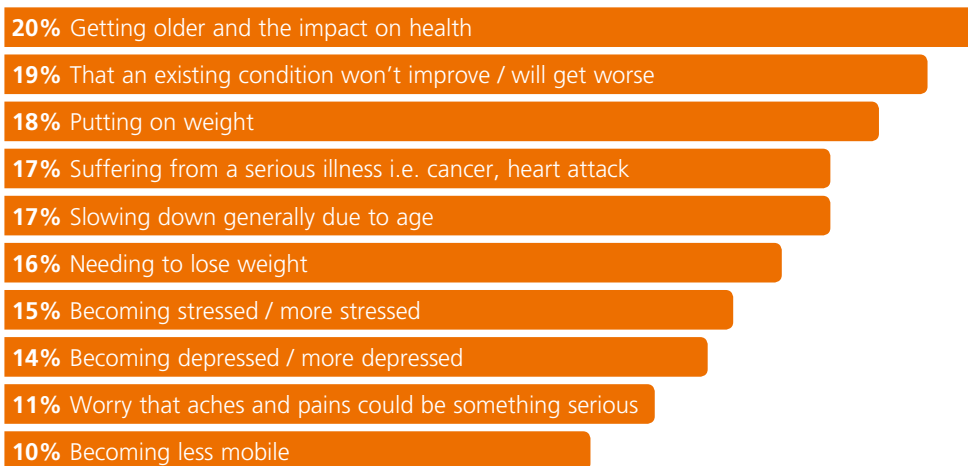 20% Getting older and the impact on health
19% That an existing condition won’t improve / will get worse
18% Putting on weight
17% Suffering from a serious illness i.e. cancer, heart attack
17% Slowing down generally due to age
16% Needing to lose weight
15% Becoming stressed / more stressed
14% Becoming depressed / more depressed
11% Worry that aches and pains could be something serious
10% Becoming less mobile